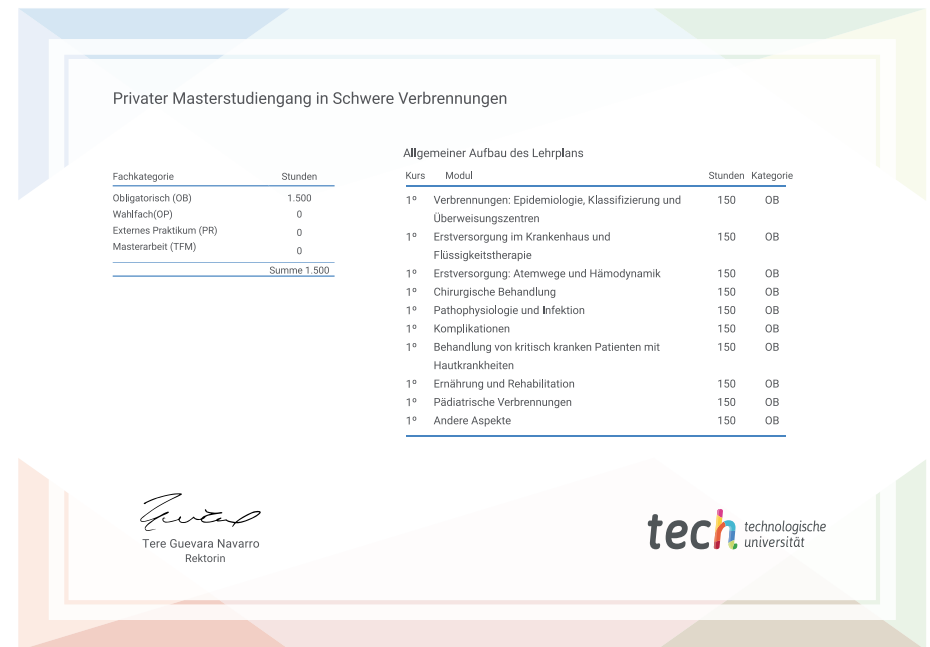 Privater Masterstudiengang in Schwere Verbrennungen
Fachkategorie Stunden
Obligatorisch (OB) 1.500
Wahlfach(OP) 0
Externes Praktikum (PR) 0
Masterarbeit (TFM) 0
Summe 1.500
Allgemeiner Aufbau des Lehrplans
Kurs Modul Stunden Kategorie
1º Verbrennungen: Epidemiologie, Klassifizierung und 150 OB
Überweisungszentren
1º Erstversorgung im Krankenhaus und 150 OB
Flüssigkeitstherapie
1º Erstversorgung: Atemwege und Hämodynamik 150 OB
1º Chirurgische Behandlung 150 OB
1º Pathophysiologie und Infektion 150 OB
1º Komplikationen 150 OB
1º Behandlung von kritisch kranken Patienten mit 150 OB
Hautkrankheiten
1º Ernährung und Rehabilitation 150 OB
1º Pädiatrische Verbrennungen 150 OB
1º Andere Aspekte 150 OB
Tere Guevara Navarro
Rektorin
tech technologische
universität